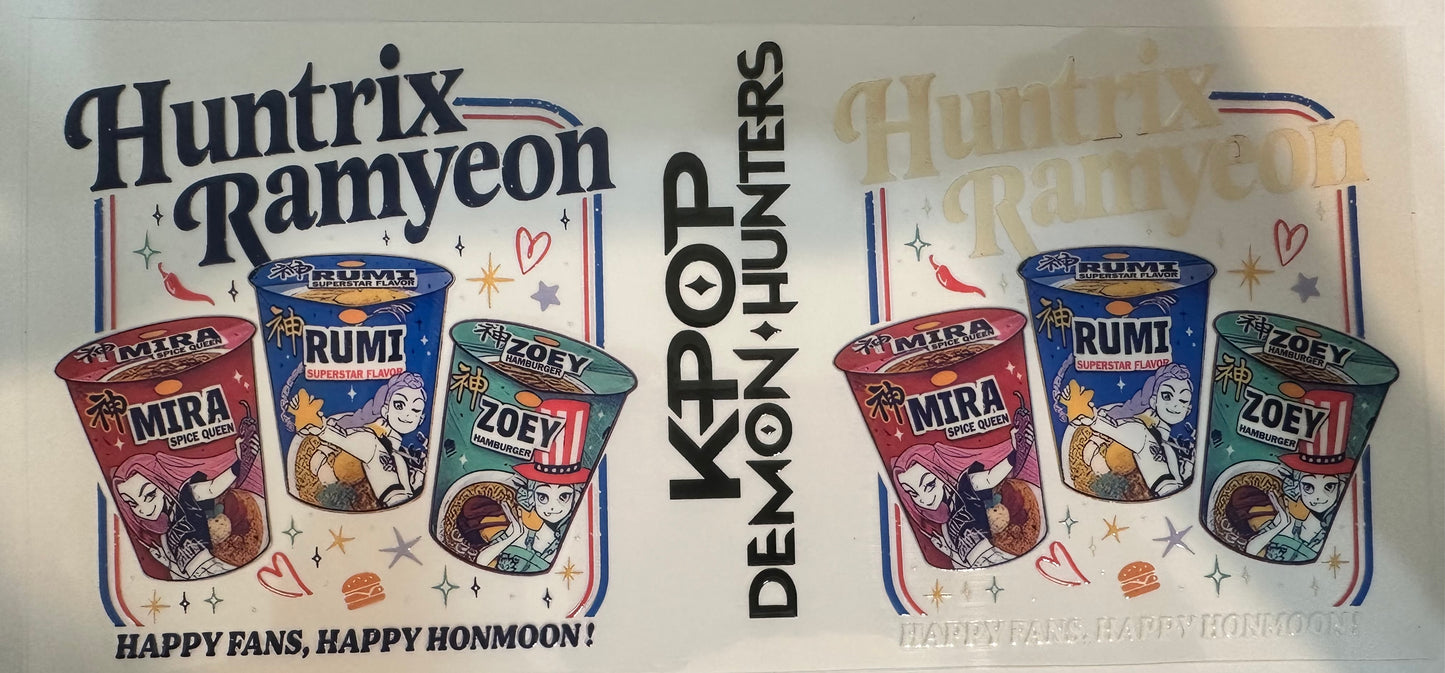 Huntrix
Ramyeon
神 RUMI
SUPERSTAR FLAVOR
神 RUMI
SUPERSTAR FLAVOR
神 MIRA
SPICE QUEEN
神 MIRA
SPICE QUEEN
神 ZOEY
HAMBURGER
神 ZOEY
HAMBURGER
HAPPY FANS, HAPPY HONMOON!
KPOP
DEMON HUNTERS
Huntrix
Ramyeon
神 RUMI
SUPERSTAR FLAVOR
神 RUMI
SUPERSTAR FLAVOR
神 MIRA
SPICE QUEEN
神 MIRA
SPICE QUEEN
神 ZOEY
HAMBURGER
神 ZOEY
HAMBURGER
HAPPY FANS, HAPPY HONMOON!